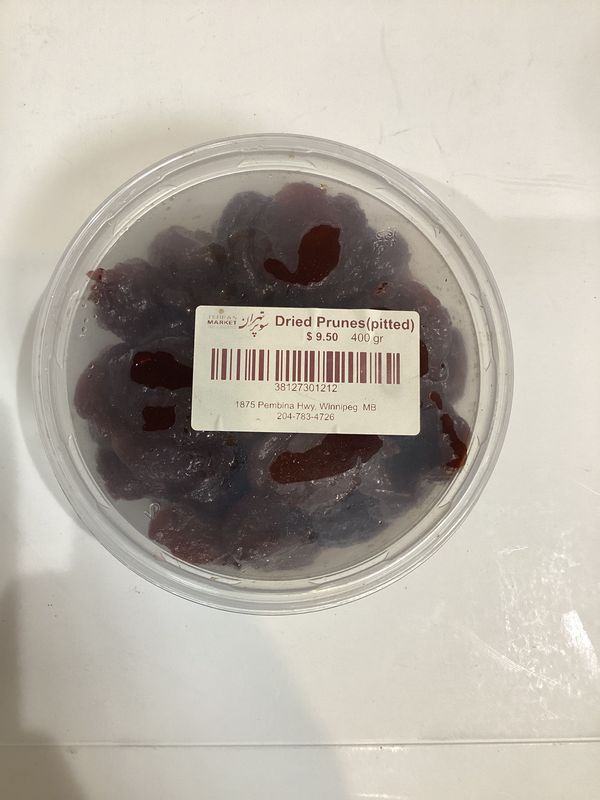 TEHRAN
MARKET
سوپر تهران
Dried Prunes(pitted)
$ 9.50 400 gr
38127301212
1875 Pembina Hwy, Winnipeg, MB
204-783-4726